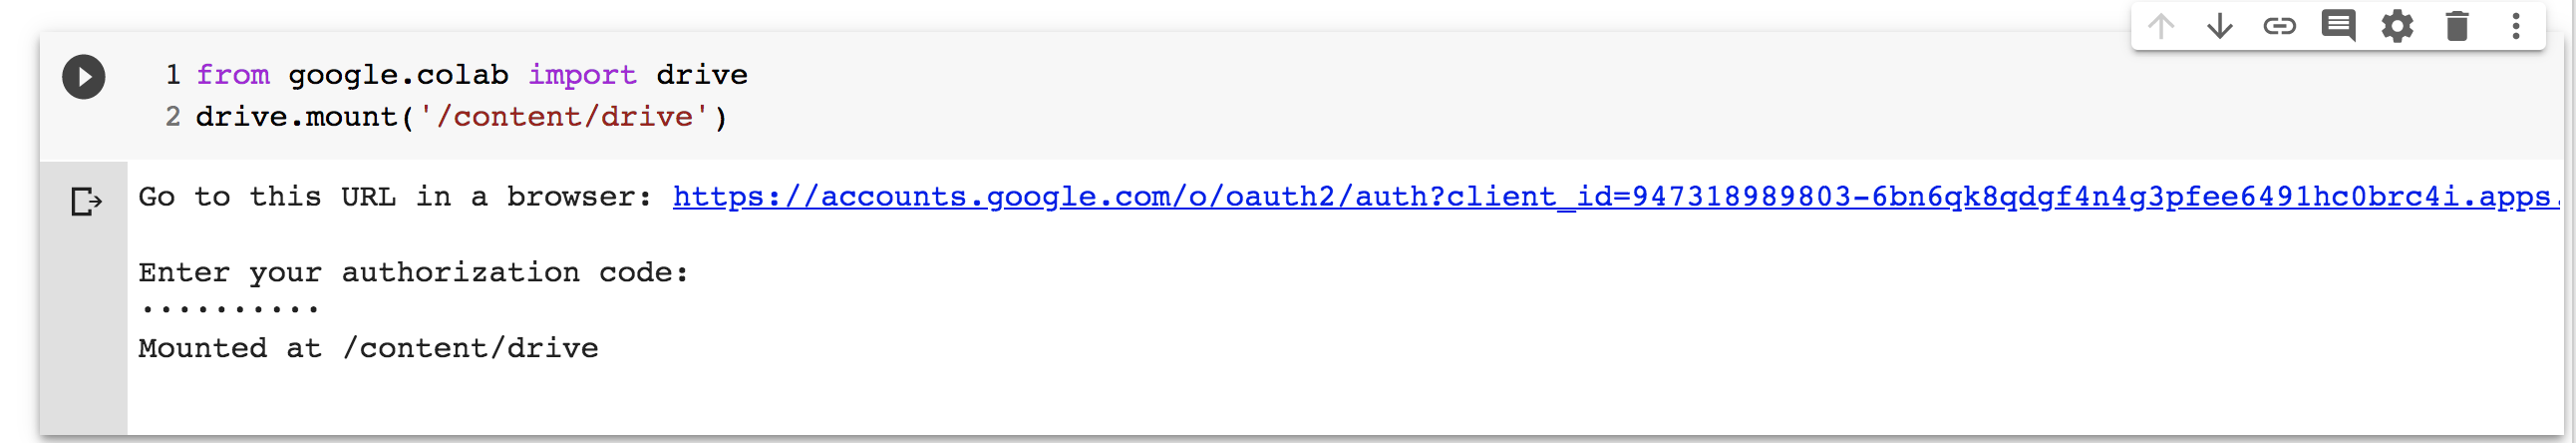 1 from google.colab import drive
2 drive.mount('/content/drive')
Go to this URL in a browser: https://accounts.google.com/o/oauth2/auth?client_id=947318989803-6bn6qk8qdgf4n4g3pfee6491hc0brc4i.apps.
Enter your authorization code:
··········
Mounted at /content/drive